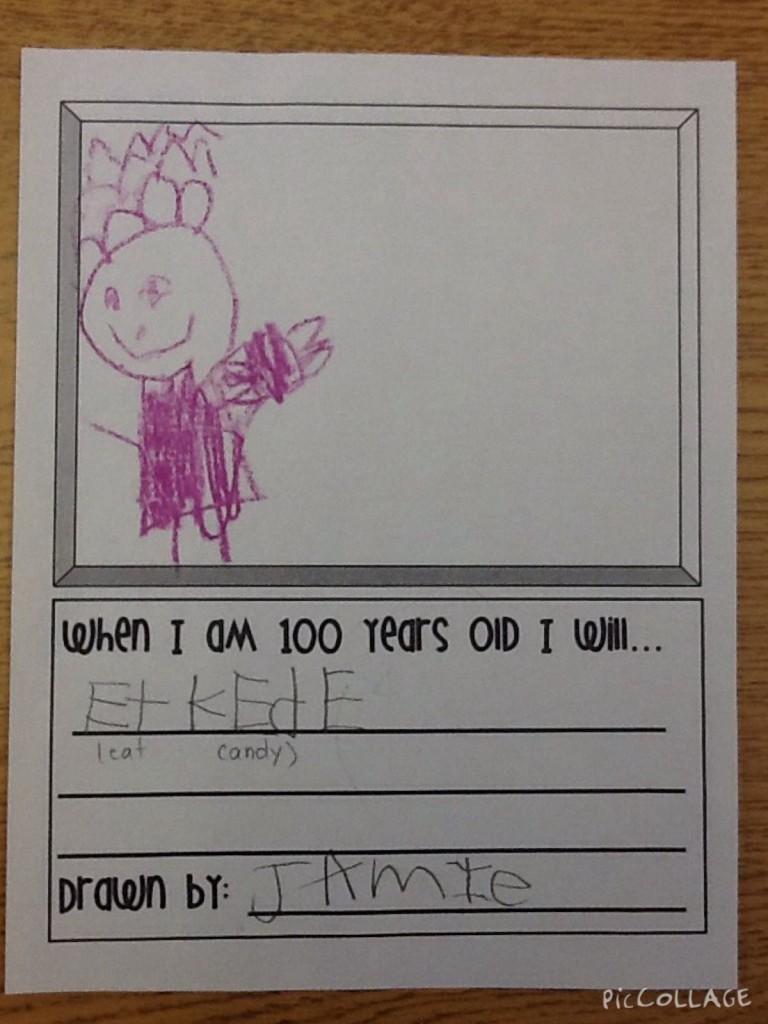 When I am 100 Years Old I Will...
Et KEdE
(eat candy)
Drawn by: JAmIe
PICCOLLAGE